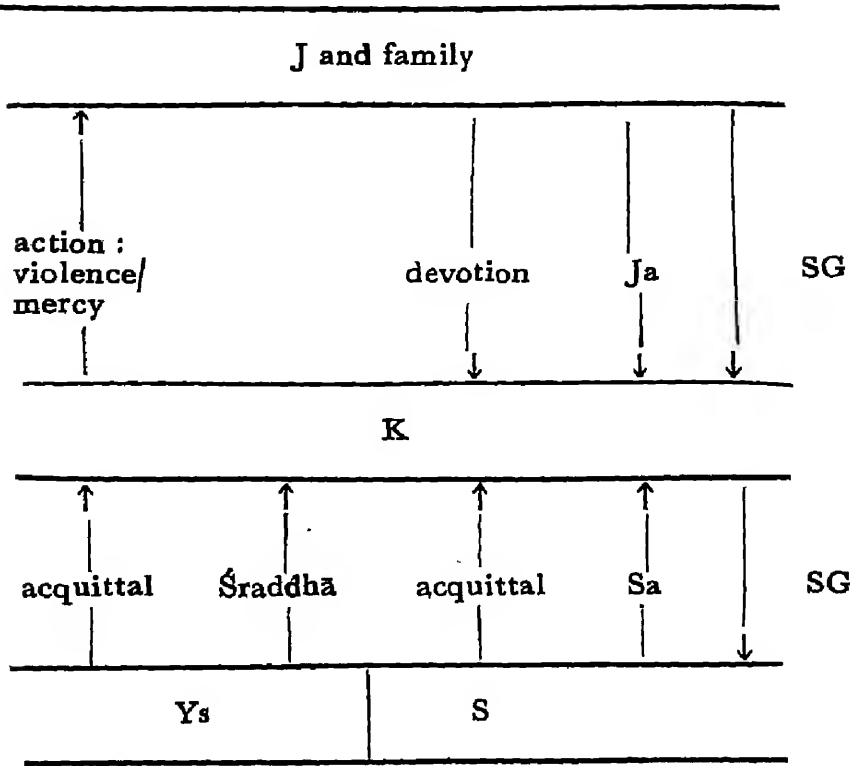 J and family
action :
violence/
mercy
devotion
Ja
SG
K
acquittal
Śraddhā
acquittal
Sa
SG
Ys
S